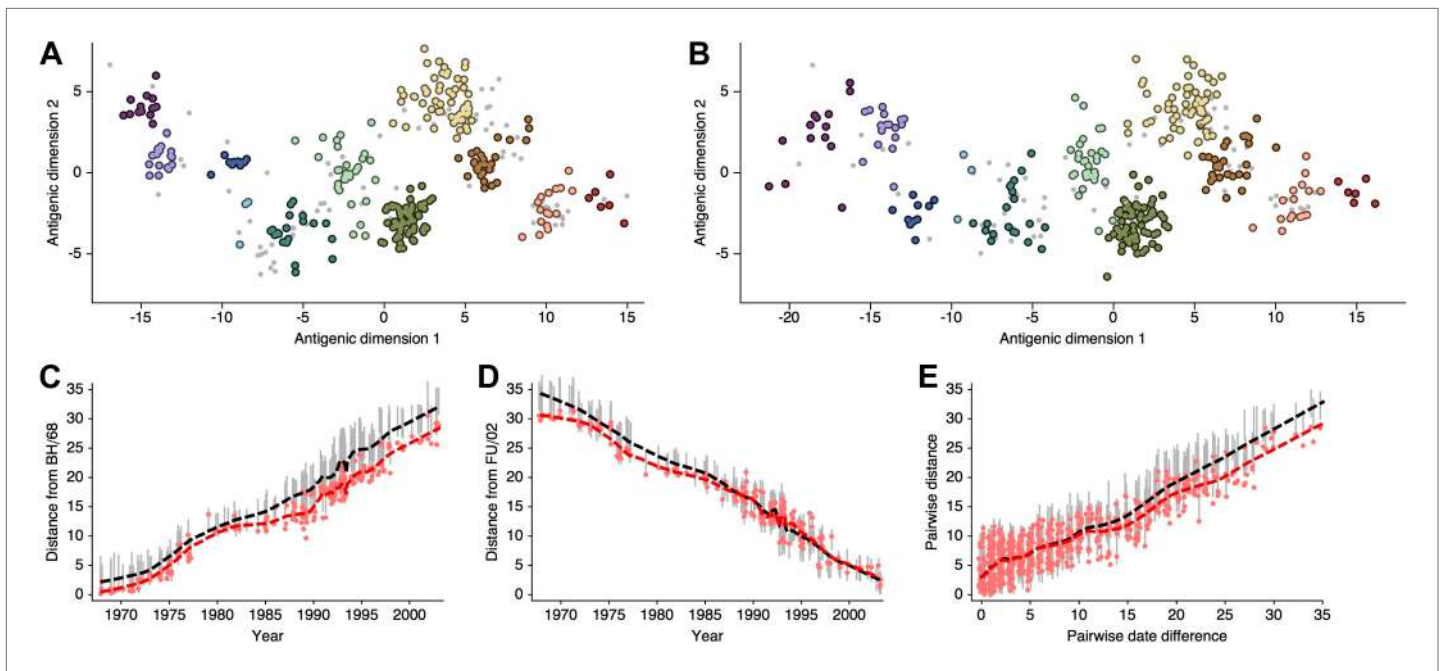 A
5
0
-5
Antigenic dimension 2
-15 -10 -5 0 5 10 15
Antigenic dimension 1
B
5
0
-5
Antigenic dimension 2
-20 -15 -10 -5 0 5 10 15
Antigenic dimension 1
C
35
30
25
20
15
10
5
0
Distance from BH/68
1970 1975 1980 1985 1990 1995 2000
Year
D
35
30
25
20
15
10
5
0
Distance from FU/02
1970 1975 1980 1985 1990 1995 2000
Year
E
35
30
25
20
15
10
5
0
Pairwise distance
0 5 10 15 20 25 30 35
Pairwise date difference